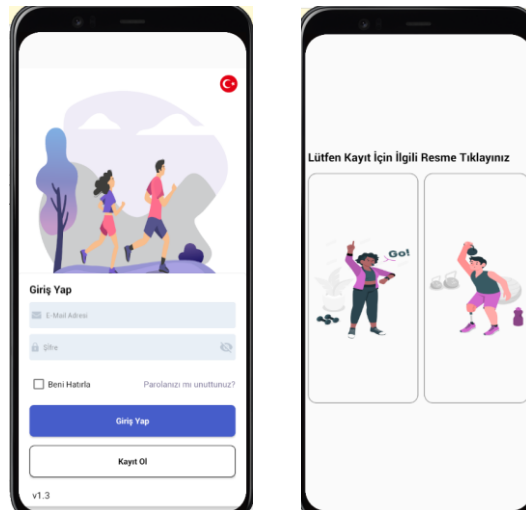 Giriş Yap
E-Mail Adresi
Şifre
Beni Hatırla
Parolanızı mı unuttunuz?
Giriş Yap
Kayıt Ol
v1.3
Lütfen Kayıt İçin İlgili Resme Tıklayınız
Go!